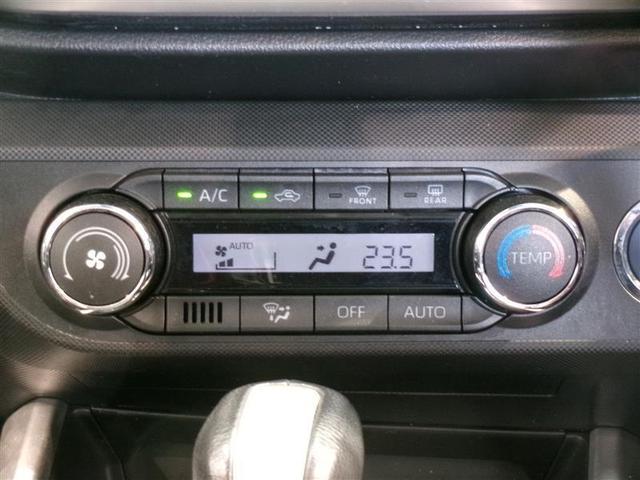 A/C
FRONT
REAR
AUTO
23.5
TEMP
OFF
AUTO